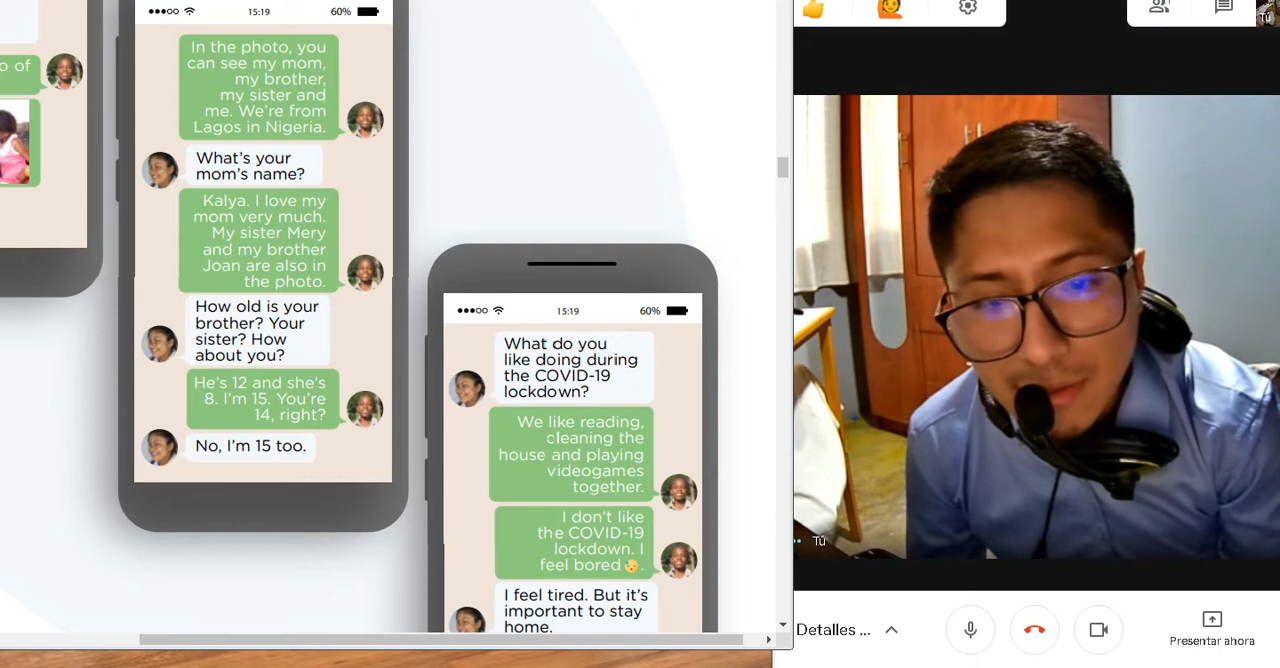 o of
15:19
60%
In the photo, you
can see my mom,
my brother,
my sister and
me. We're from
Lagos in Nigeria.
What's your
mom's name?
Kalya. I love my
mom very much.
My sister Mery
and my brother
Joan are also in
the photo.
How old is your
brother? Your
sister? How
about you?
He's 12 and she's
8. I'm 15. You're
14, right?
No, I'm 15 too.
15:19
60%
What do you
like doing during
the COVID-19
lockdown?
We like reading,
cleaning the
house and playing
videogames
together.
I don't like
the COVID-19
lockdown. I
feel bored 😥.
I feel tired. But it's
important to stay
home.
Tú
Tú
Detalles ...
Presentar ahora